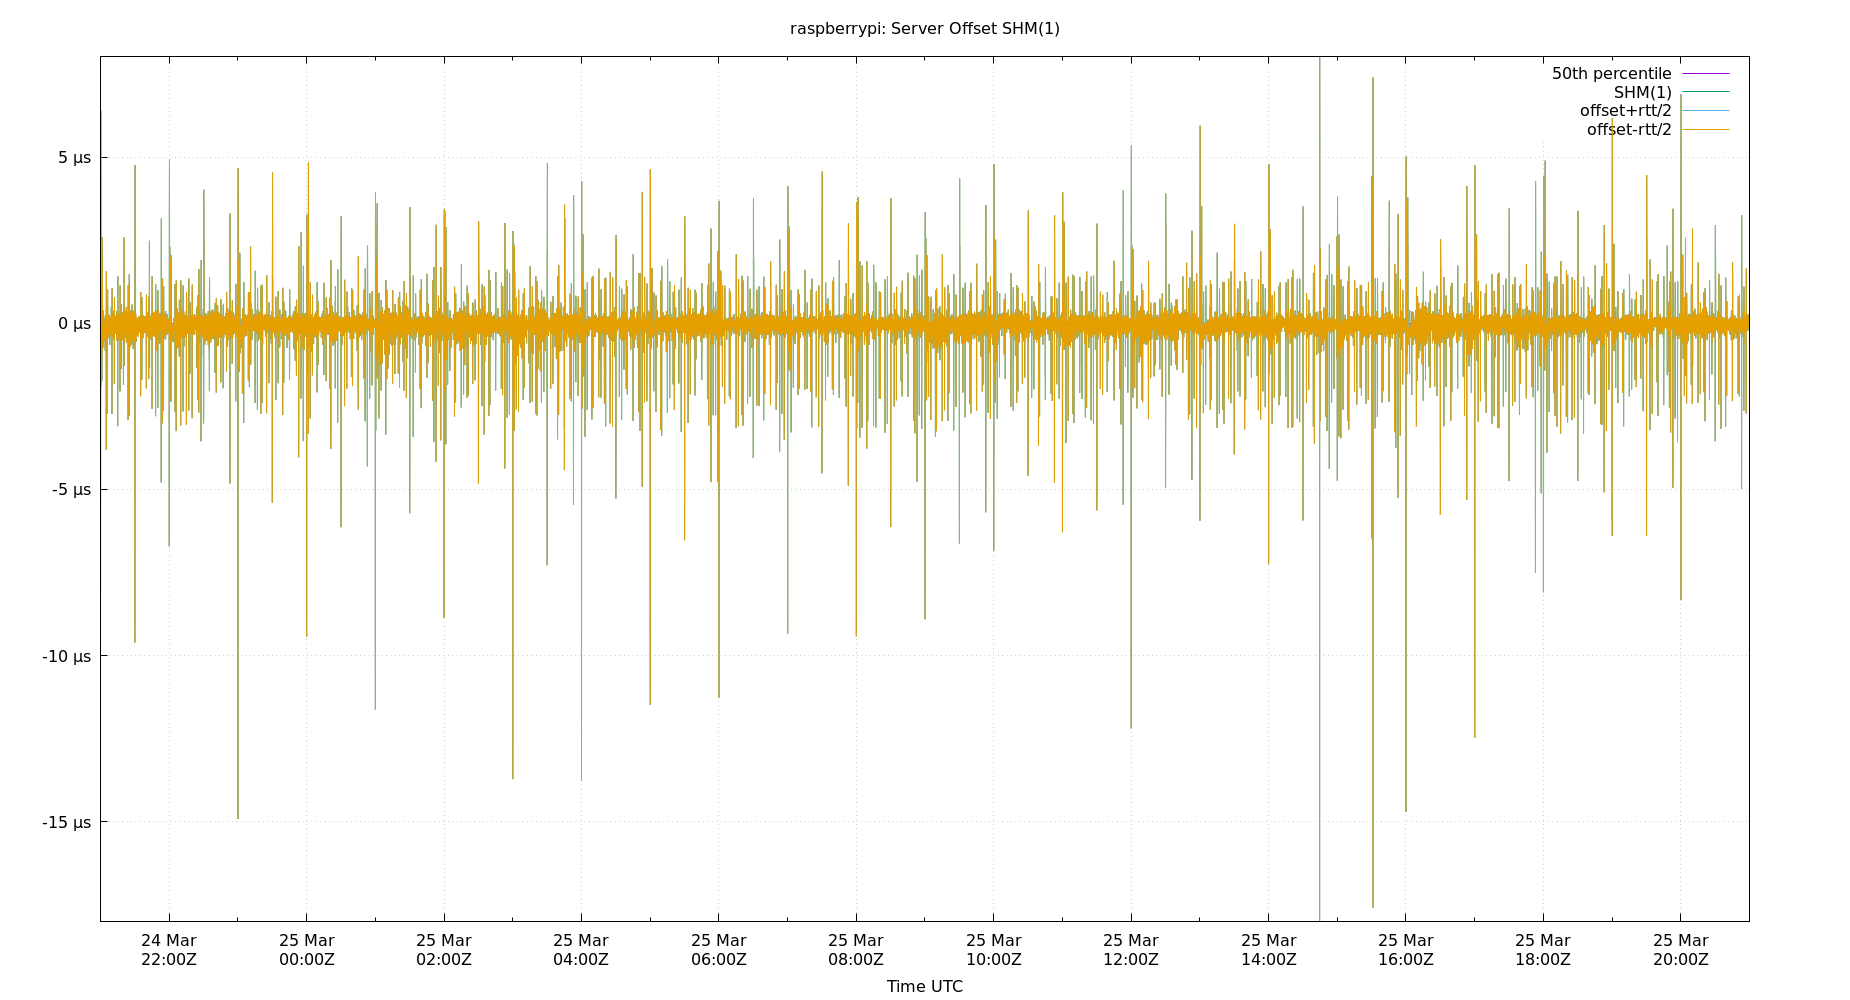 raspberrypi: Server Offset SHM(1)
50th percentile
SHM(1)
offset+rtt/2
offset-rtt/2
5 µs
0 µs
-5 µs
-10 µs
-15 µs
24 Mar 25 Mar 25 Mar 25 Mar 25 Mar 25 Mar 25 Mar 25 Mar 25 Mar 25 Mar 25 Mar 25 Mar
22:00Z 00:00Z 02:00Z 04:00Z 06:00Z 08:00Z 10:00Z 12:00Z 14:00Z 16:00Z 18:00Z 20:00Z
Time UTC